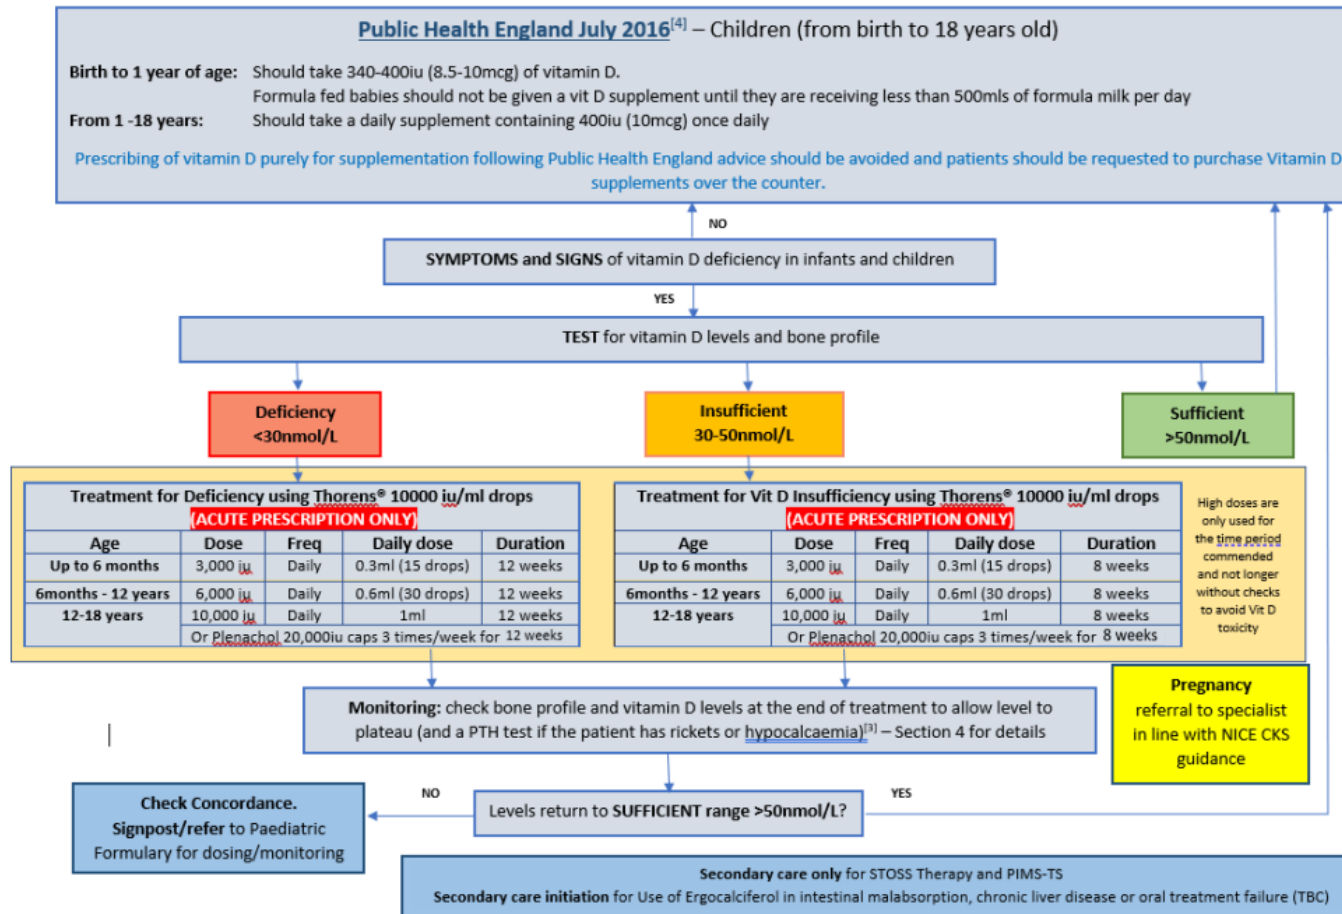 Public Health England July 2016[4] – Children (from birth to 18 years old)
Birth to 1 year of age: Should take 340-400iu (8.5-10mcg) of vitamin D.
Formula fed babies should not be given a vit D supplement until they are receiving less than 500mls of formula milk per day
From 1 -18 years: Should take a daily supplement containing 400iu (10mcg) once daily
Prescribing of vitamin D purely for supplementation following Public Health England advice should be avoided and patients should be requested to purchase Vitamin D
supplements over the counter.
NO
SYMPTOMS and SIGNS of vitamin D deficiency in infants and children
YES
TEST for vitamin D levels and bone profile
Deficiency
<30nmol/L
Insufficient
30-50nmol/L
Sufficient
>50nmol/L
Treatment for Deficiency using Thorens® 10000 iu/ml drops
(ACUTE PRESCRIPTION ONLY)
Age Dose Freq Daily dose Duration
Up to 6 months 3,000 iu Daily 0.3ml (15 drops) 12 weeks
6months - 12 years 6,000 iu Daily 0.6ml (30 drops) 12 weeks
12-18 years 10,000 iu Daily 1ml 12 weeks
Or Plenachol 20,000iu caps 3 times/week for 12 weeks
Treatment for Vit D Insufficiency using Thorens® 10000 iu/ml drops
(ACUTE PRESCRIPTION ONLY)
Age Dose Freq Daily dose Duration
Up to 6 months 3,000 iu Daily 0.3ml (15 drops) 8 weeks
6months - 12 years 6,000 iu Daily 0.6ml (30 drops) 8 weeks
12-18 years 10,000 iu Daily 1ml 8 weeks
Or Plenachol 20,000iu caps 3 times/week for 8 weeks
High doses are
only used for
the time period
commended
and not longer
without checks
to avoid Vit D
toxicity
Monitoring: check bone profile and vitamin D levels at the end of treatment to allow level to
plateau (and a PTH test if the patient has rickets or hypocalcaemia)[3] – Section 4 for details
Pregnancy
referral to specialist
in line with NICE CKS
guidance
Check Concordance.
Signpost/refer to Paediatric
Formulary for dosing/monitoring
NO
Levels return to SUFFICIENT range >50nmol/L?
YES
Secondary care only for STOSS Therapy and PIMS-TS
Secondary care initiation for Use of Ergocalciferol in intestinal malabsorption, chronic liver disease or oral treatment failure (TBC)